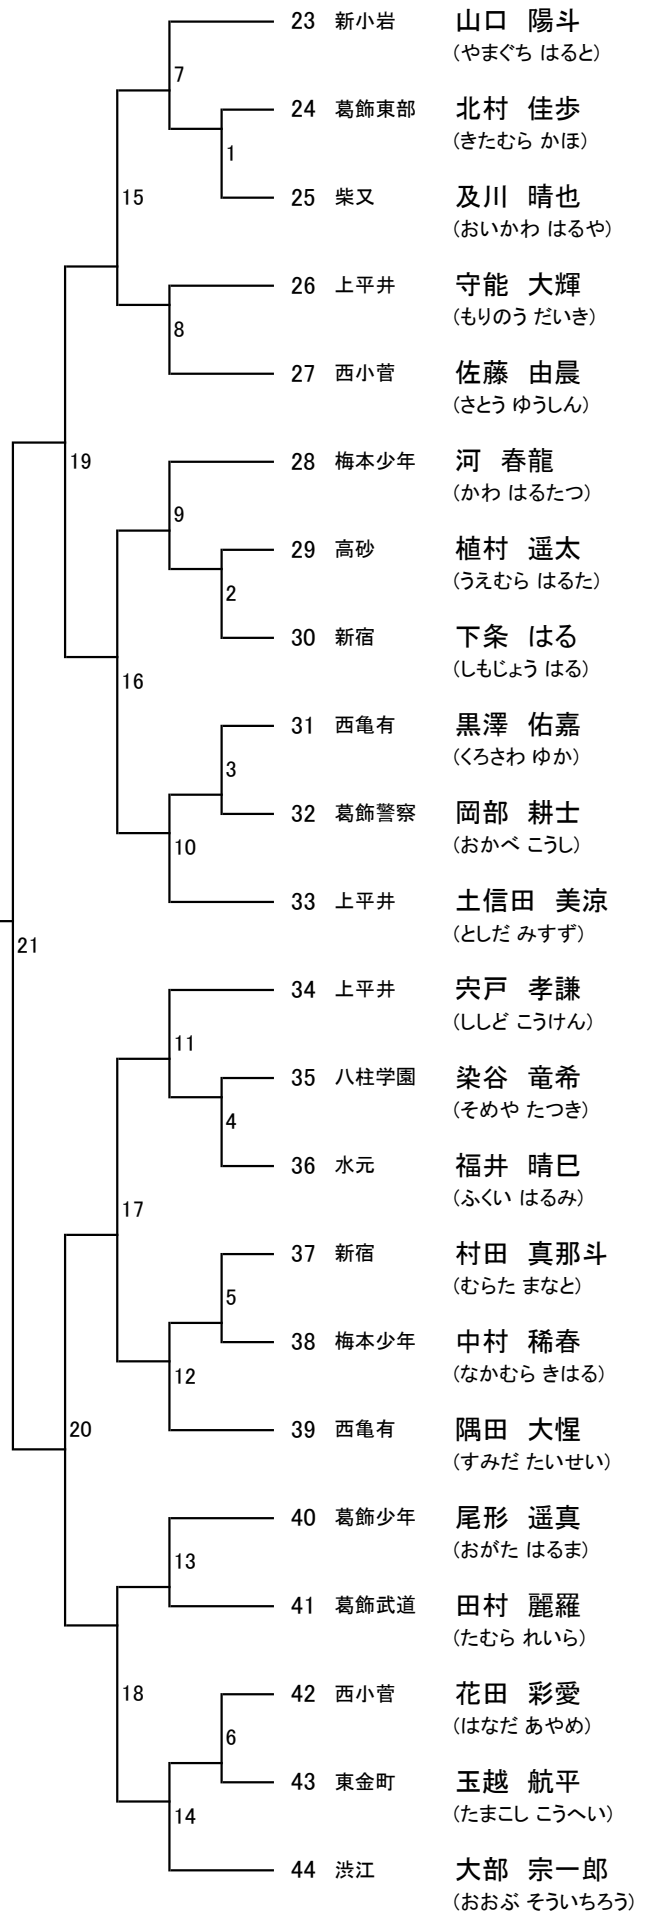 23 新小岩 山口 陽斗
(やまぐち はると)
7
24 葛飾東部 北村 佳歩
(きたむら かほ)
1
15
25 柴又 及川 晴也
(おいかわ はるや)
26 上平井 守能 大輝
(もりのう だいき)
8
27 西小菅 佐藤 由晨
(さとう ゆうしん)
19
28 梅本少年 河 春龍
(かわ はるたつ)
9
29 高砂 植村 遥太
(うえむら はるた)
2
30 新宿 下条 はる
(しもじょう はる)
16
31 西亀有 黒澤 佑嘉
(くろさわ ゆか)
3
32 葛飾警察 岡部 耕士
(おかべ こうし)
10
33 上平井 土信田 美涼
(としだ みすず)
21
34 上平井 宍戸 孝謙
(ししど こうけん)
11
35 八柱学園 染谷 竜希
(そめや たつき)
4
36 水元 福井 晴巳
(ふくい はるみ)
17
37 新宿 村田 真那斗
(むらた まなと)
5
38 梅本少年 中村 稀春
(なかむら きはる)
12
20
39 西亀有 隅田 大惺
(すみだ たいせい)
40 葛飾少年 尾形 遥真
(おがた はるま)
13
41 葛飾武道 田村 麗羅
(たむら れいら)
18
42 西小菅 花田 彩愛
(はなだ あやめ)
6
43 東金町 玉越 航平
(たまこし こうへい)
14
44 渋江 大部 宗一郎
(おおぶ そういちろう)